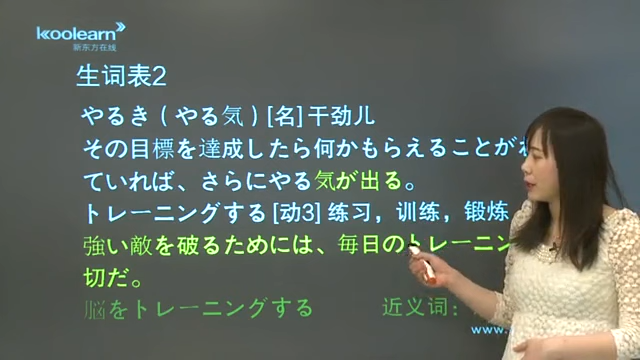 koolearn
新东方在线
生词表2
やるき（やる気）[名]干劲儿
その目標を達成したら何かもらえることが
ていれば、さらにやる気が出る。
トレーニングする[动3]练习，训练，锻炼
強い敵を破るためには、毎日のトレーニン
切だ。
脳をトレーニングする 近义词：
www.